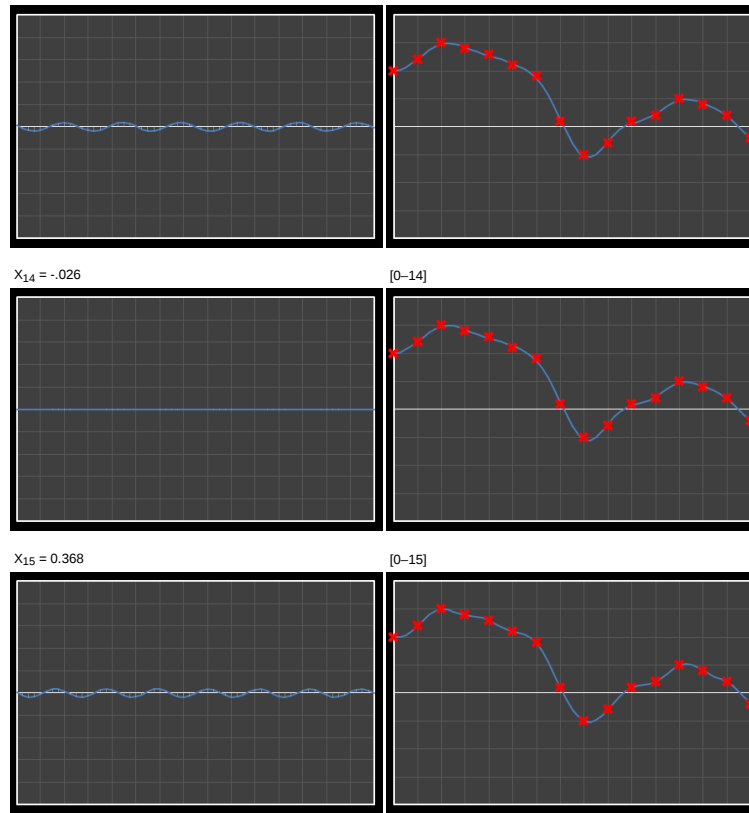 X14 = -.026
[0–14]
X15 = 0.368
[0–15]